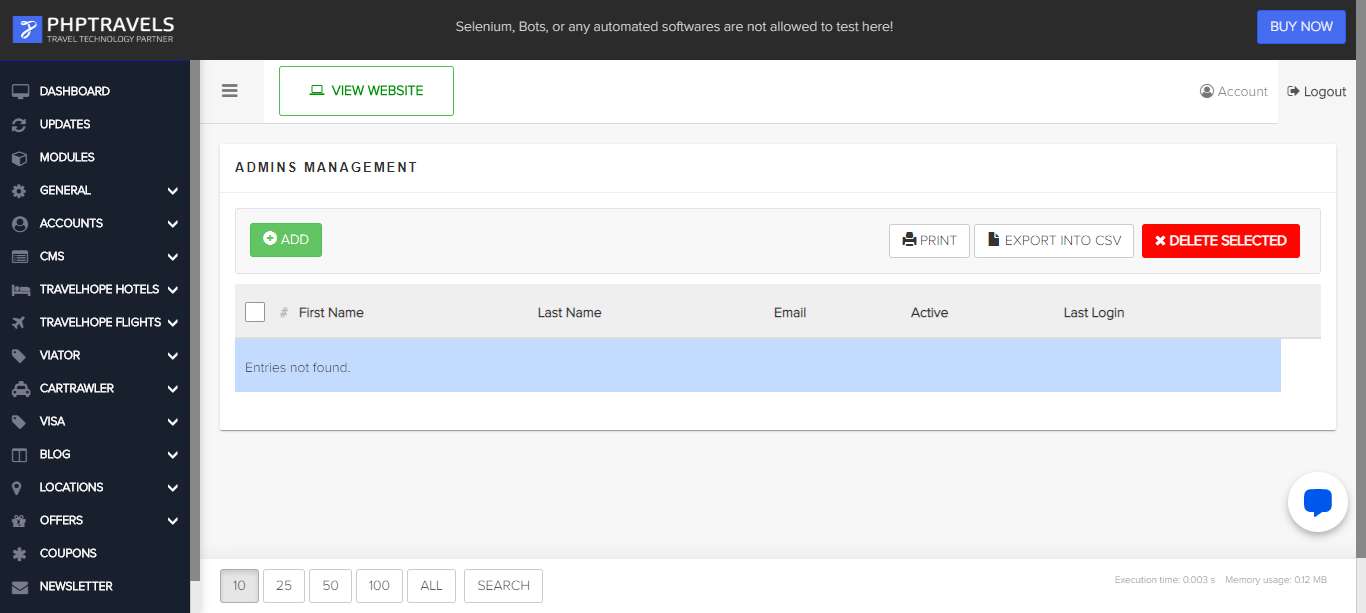 PHPTRAVELS
TRAVEL TECHNOLOGY PARTNER
Selenium, Bots, or any automated softwares are not allowed to test here!
BUY NOW
DASHBOARD
UPDATES
MODULES
GENERAL
ACCOUNTS
CMS
TRAVELHOPE HOTELS
TRAVELHOPE FLIGHTS
VIATOR
CARTRAWLER
VISA
BLOG
LOCATIONS
OFFERS
COUPONS
NEWSLETTER
VIEW WEBSITE
Account
Logout
ADMINS MANAGEMENT
ADD
PRINT
EXPORT INTO CSV
DELETE SELECTED
# First Name Last Name Email Active Last Login
Entries not found.
10 25 50 100 ALL SEARCH
Execution time: 0.003 s Memory usage: 0.12 MB